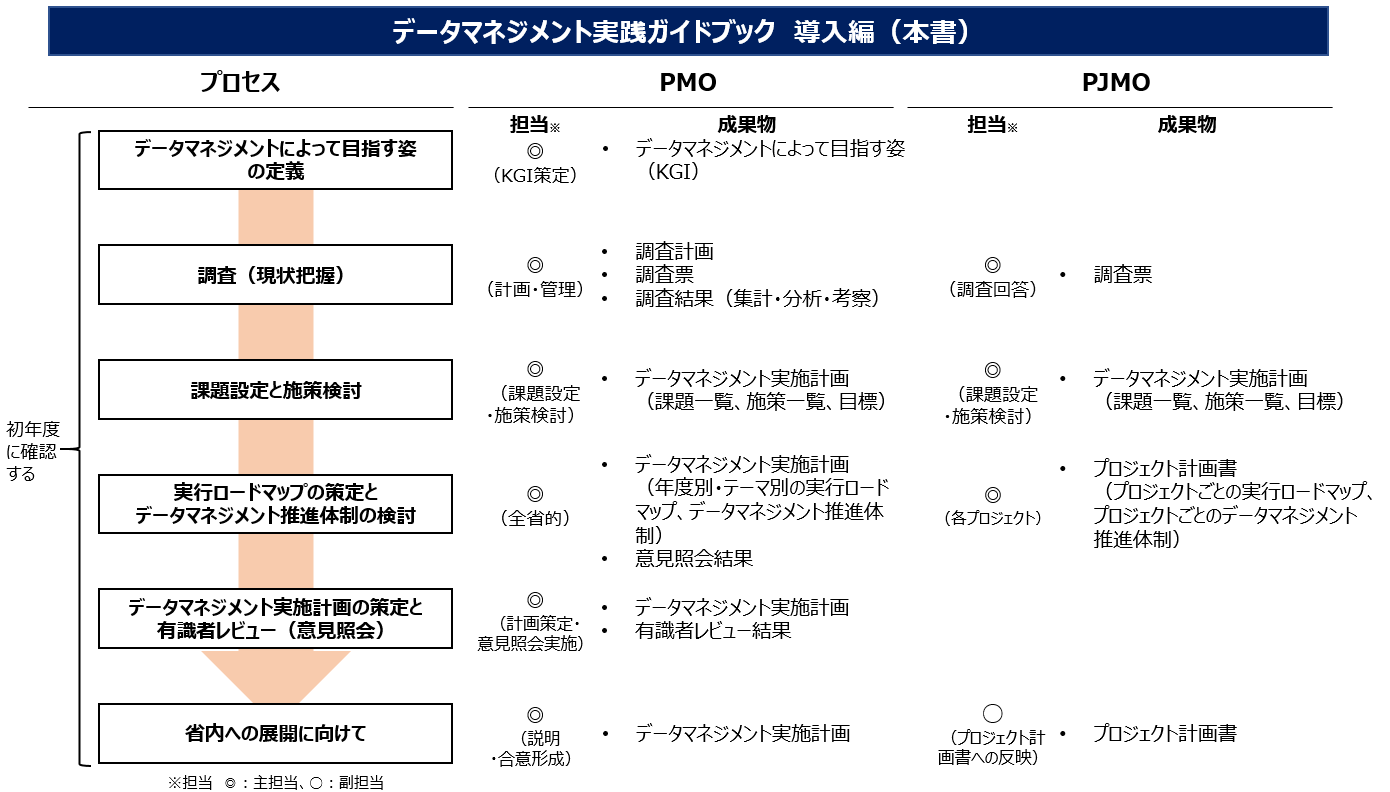 データマネジメント実践ガイドブック　導入編（本書）
プロセス
PMO
PJMO
担当※
成果物
担当※
成果物
データマネジメントによって目指す姿
の定義
◎
（KGI策定）
• データマネジメントによって目指す姿
（KGI）
調査（現状把握）
◎
（計画・管理）
• 調査計画
• 調査票
• 調査結果（集計・分析・考察）
◎
（調査回答）
• 調査票
課題設定と施策検討
◎
（課題設定
・施策検討）
• データマネジメント実施計画
（課題一覧、施策一覧、目標）
◎
（課題設定
・施策検討）
• データマネジメント実施計画
（課題一覧、施策一覧、目標）
初年度
に確認
する
実行ロードマップの策定と
データマネジメント推進体制の検討
◎
（全省的）
• データマネジメント実施計画
（年度別・テーマ別の実行ロード
マップ、データマネジメント推進体
制）
• 意見照会結果
◎
（各プロジェクト）
• プロジェクト計画書
（プロジェクトごとの実行ロードマップ、
プロジェクトごとのデータマネジメント
推進体制）
データマネジメント実施計画の策定と
有識者レビュー（意見照会）
◎
（計画策定・
意見照会実施）
• データマネジメント実施計画
• 有識者レビュー結果
省内への展開に向けて
◎
（説明
・合意形成）
• データマネジメント実施計画
○
（プロジェクト計
画書への反映）
• プロジェクト計画書
※担当　◎：主担当、○：副担当